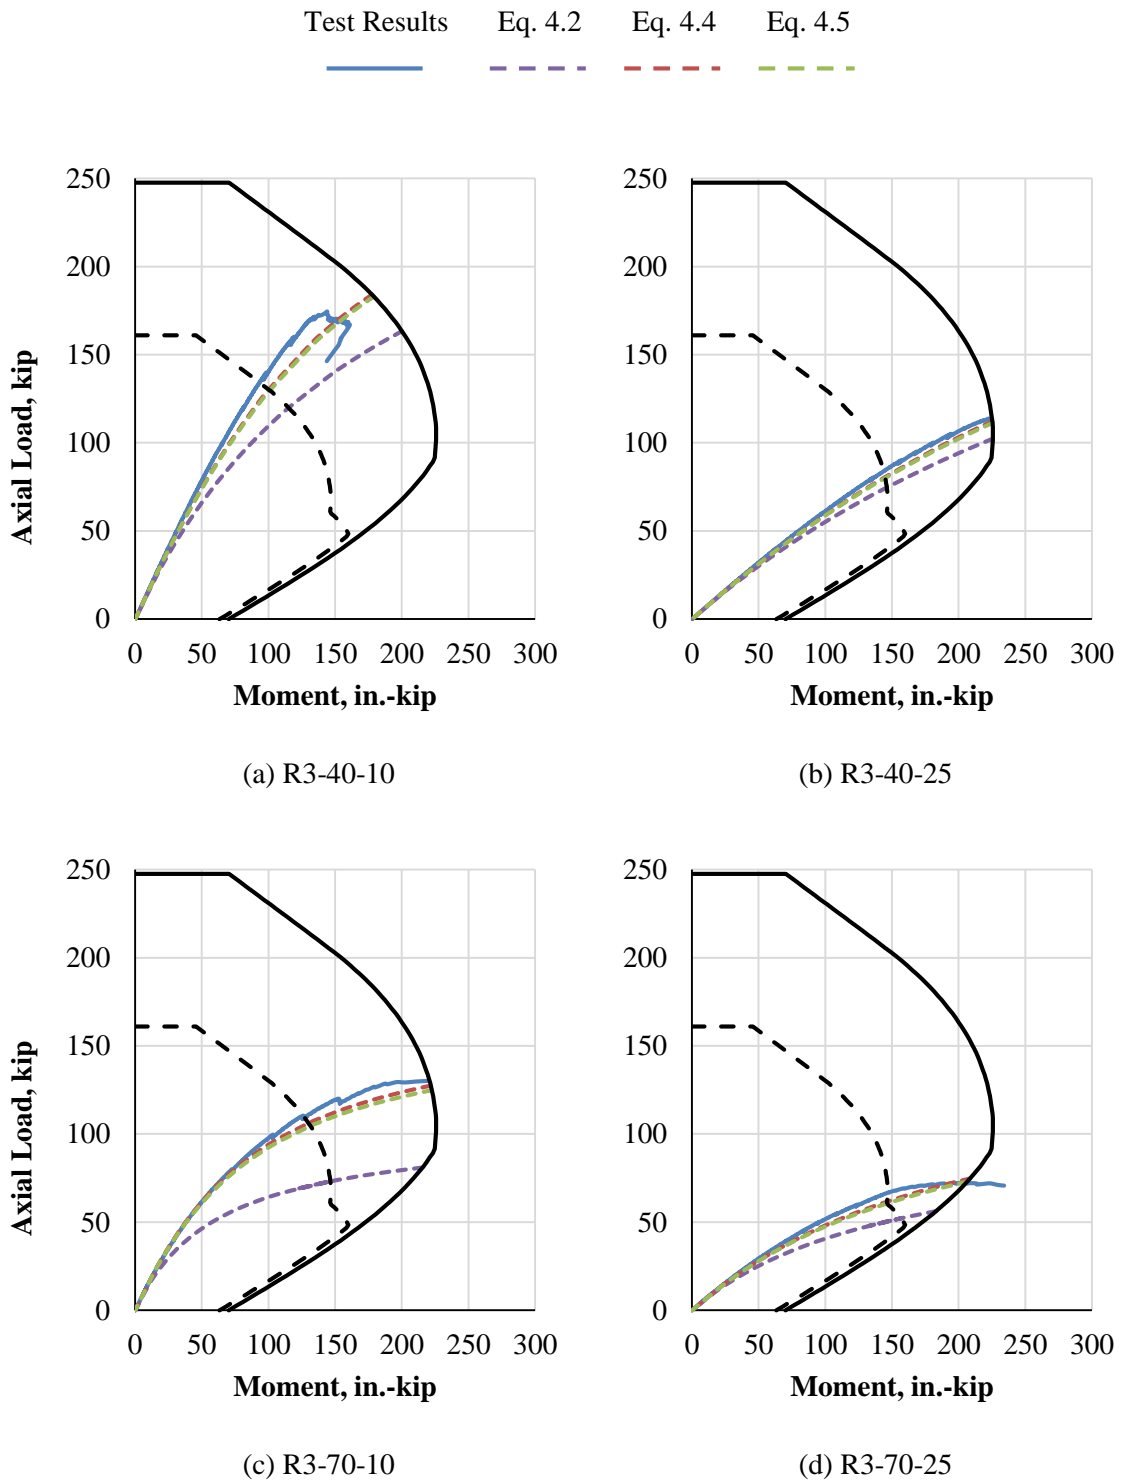 Test Results Eq. 4.2 Eq. 4.4 Eq. 4.5
250 250
200 200
150 150
100 100
50 50
0 0
Axial Load, kip
0 50 100 150 200 250 300 0 50 100 150 200 250 300
Moment, in.-kip Moment, in.-kip
(a) R3-40-10 (b) R3-40-25
250 250
200 200
150 150
100 100
50 50
0 0
Axial Load, kip
0 50 100 150 200 250 300 0 50 100 150 200 250 300
Moment, in.-kip Moment, in.-kip
(c) R3-70-10 (d) R3-70-25